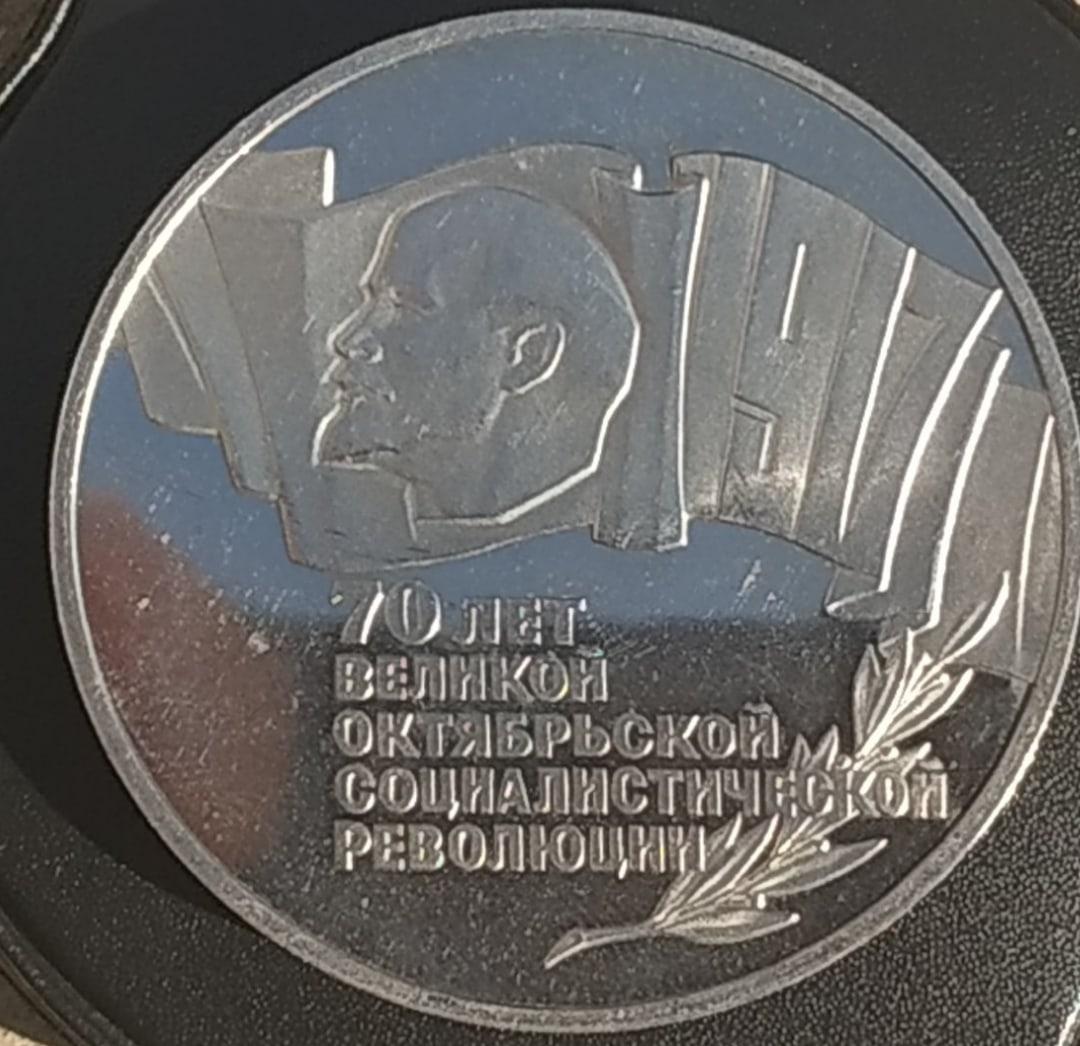 1917
70 ЛЕТ
ВЕЛИКОЙ
ОКТЯБРЬСКОЙ
СОЦИАЛИСТИЧЕСКОЙ
РЕВОЛЮЦИИ